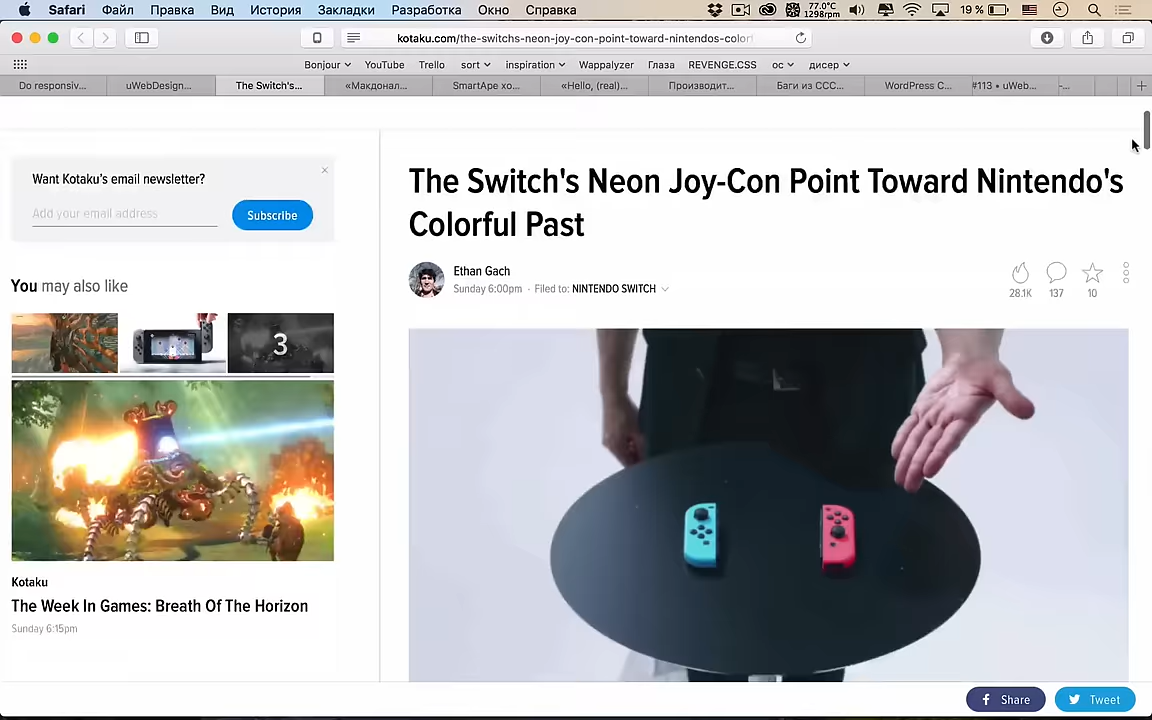 Safari Файл Правка Вид История Закладки Разработка Окно Справка 77.0°C 1298rpm 19 %
kotaku.com/the-switchs-neon-joy-con-point-toward-nintendos-color
Bonjour YouTube Trello sort inspiration Wappalyzer Глаза REVENGE.CSS ос дисер
Do responsiv... uWebDesign... The Switch's... «Макдонал... SmartApe хо... «Hello, (real)... Производит... Баги из ССС... WordPress C... #113 • uWeb... -...
Want Kotaku's email newsletter?
Add your email address
Subscribe
The Switch's Neon Joy-Con Point Toward Nintendo's
Colorful Past
Ethan Gach
Sunday 6:00pm · Filed to: NINTENDO SWITCH
28.1K 137 10
You may also like
3
Kotaku
The Week In Games: Breath Of The Horizon
Sunday 6:15pm
Share Tweet